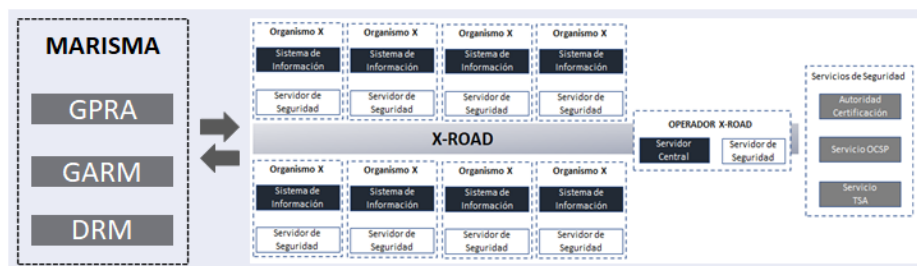 MARISMA
GPRA
GARM
DRM
Organismo X
Sistema de
Información
Servidor de
Seguridad
Organismo X
Sistema de
Información
Servidor de
Seguridad
Organismo X
Sistema de
Información
Servidor de
Seguridad
Organismo X
Sistema de
Información
Servidor de
Seguridad
X-ROAD
Organismo X
Sistema de
Información
Servidor de
Seguridad
Organismo X
Sistema de
Información
Servidor de
Seguridad
Organismo X
Sistema de
Información
Servidor de
Seguridad
Organismo X
Sistema de
Información
Servidor de
Seguridad
OPERADOR X-ROAD
Servidor
Central
Servidor de
Seguridad
Servicios de Seguridad
Autoridad
Certificación
Servicio OCSP
Servicio
TSA